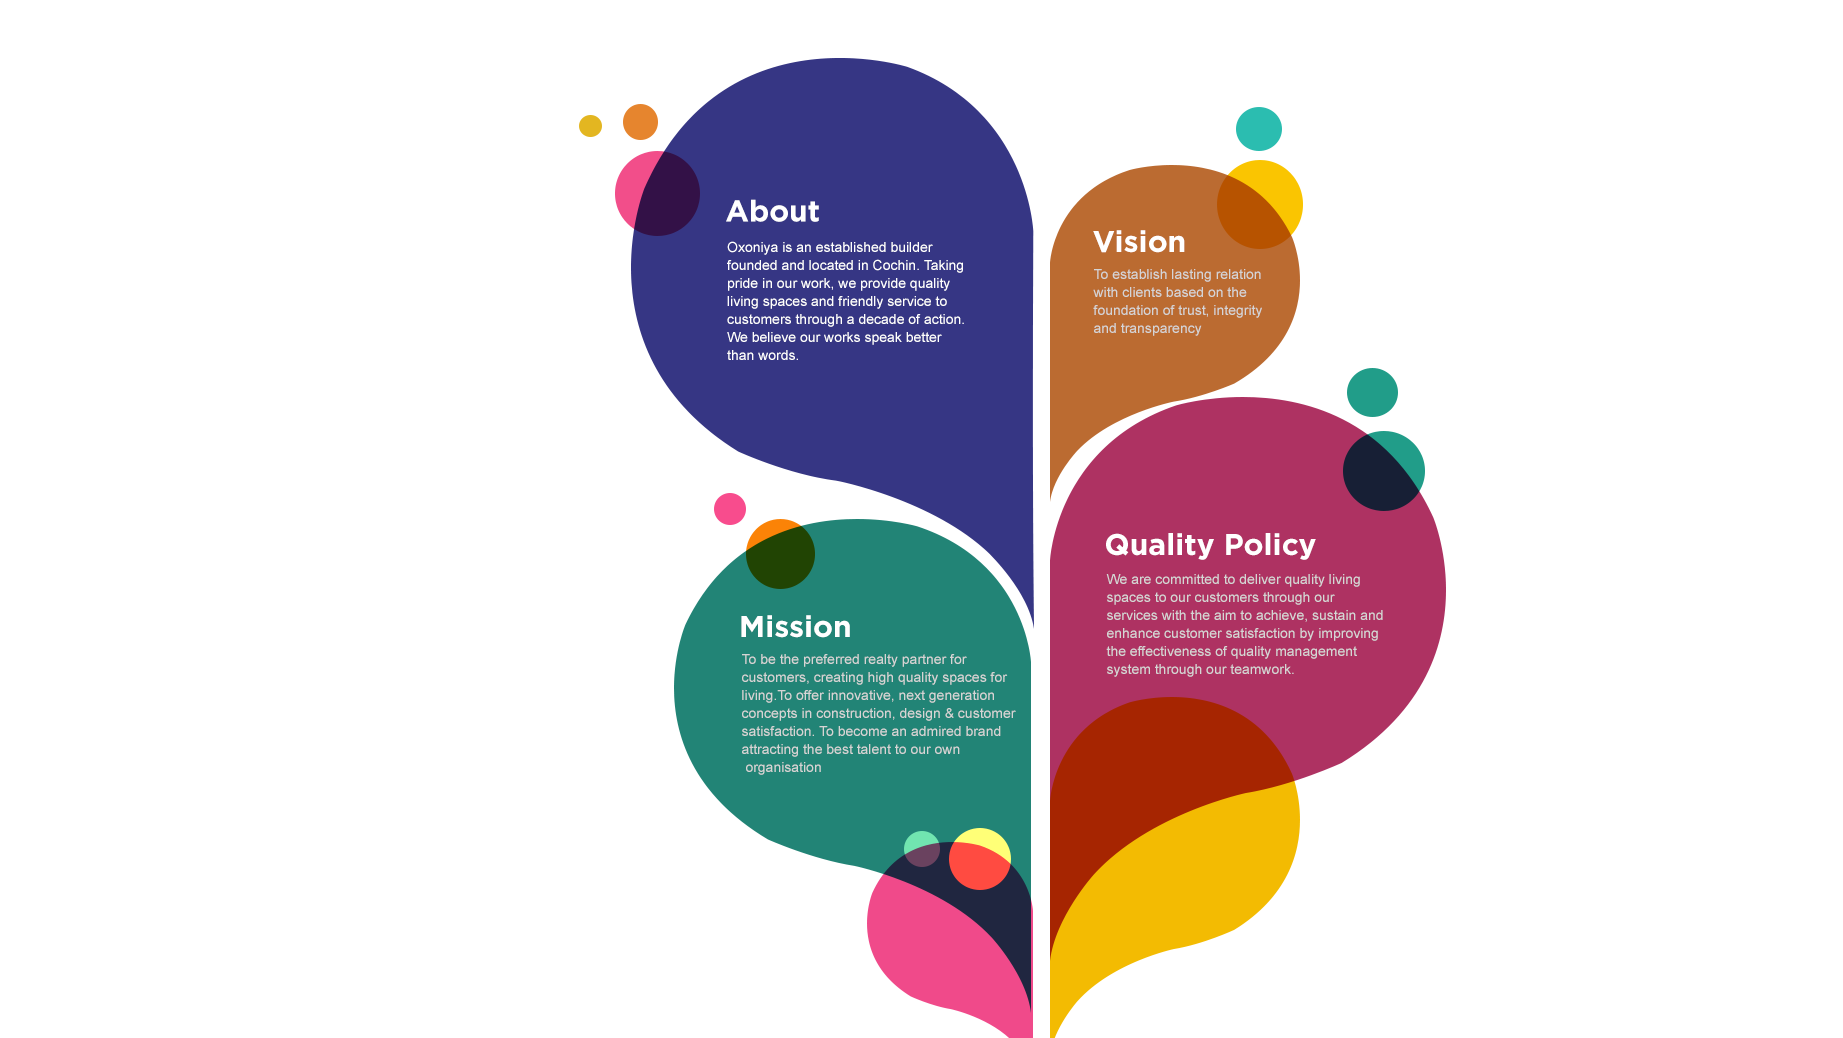 About
Oxoniya is an established builder
founded and located in Cochin. Taking
pride in our work, we provide quality
living spaces and friendly service to
customers through a decade of action.
We believe our works speak better
than words.
Vision
To establish lasting relation
with clients based on the
foundation of trust, integrity
and transparency
Mission
To be the preferred realty partner for
customers, creating high quality spaces for
living.To offer innovative, next generation
concepts in construction, design & customer
satisfaction. To become an admired brand
attracting the best talent to our own
organisation
Quality Policy
We are committed to deliver quality living
spaces to our customers through our
services with the aim to achieve, sustain and
enhance customer satisfaction by improving
the effectiveness of quality management
system through our teamwork.